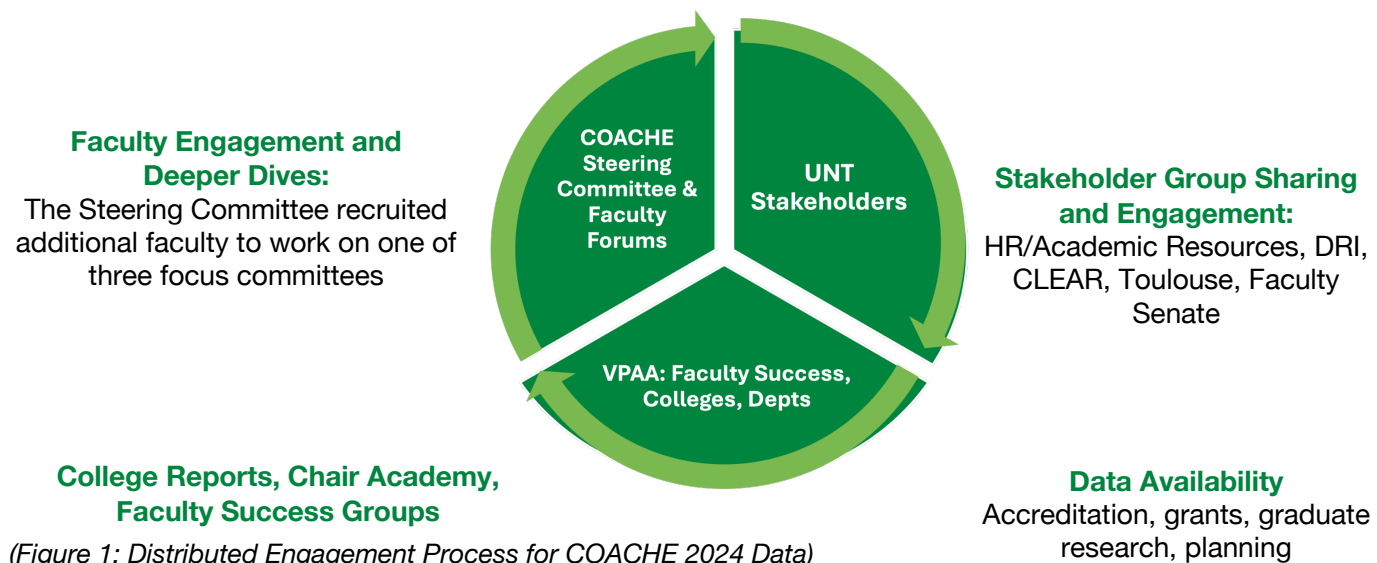 Faculty Engagement and
Deeper Dives:
The Steering Committee recruited
additional faculty to work on one of
three focus committees
COACHE
Steering
Committee &
Faculty
Forums
UNT
Stakeholders
Stakeholder Group Sharing
and Engagement:
HR/Academic Resources, DRI,
CLEAR, Toulouse, Faculty
Senate
VPAA: Faculty Success,
Colleges, Depts
College Reports, Chair Academy,
Faculty Success Groups
Data Availability
Accreditation, grants, graduate
research, planning
(Figure 1: Distributed Engagement Process for COACHE 2024 Data)